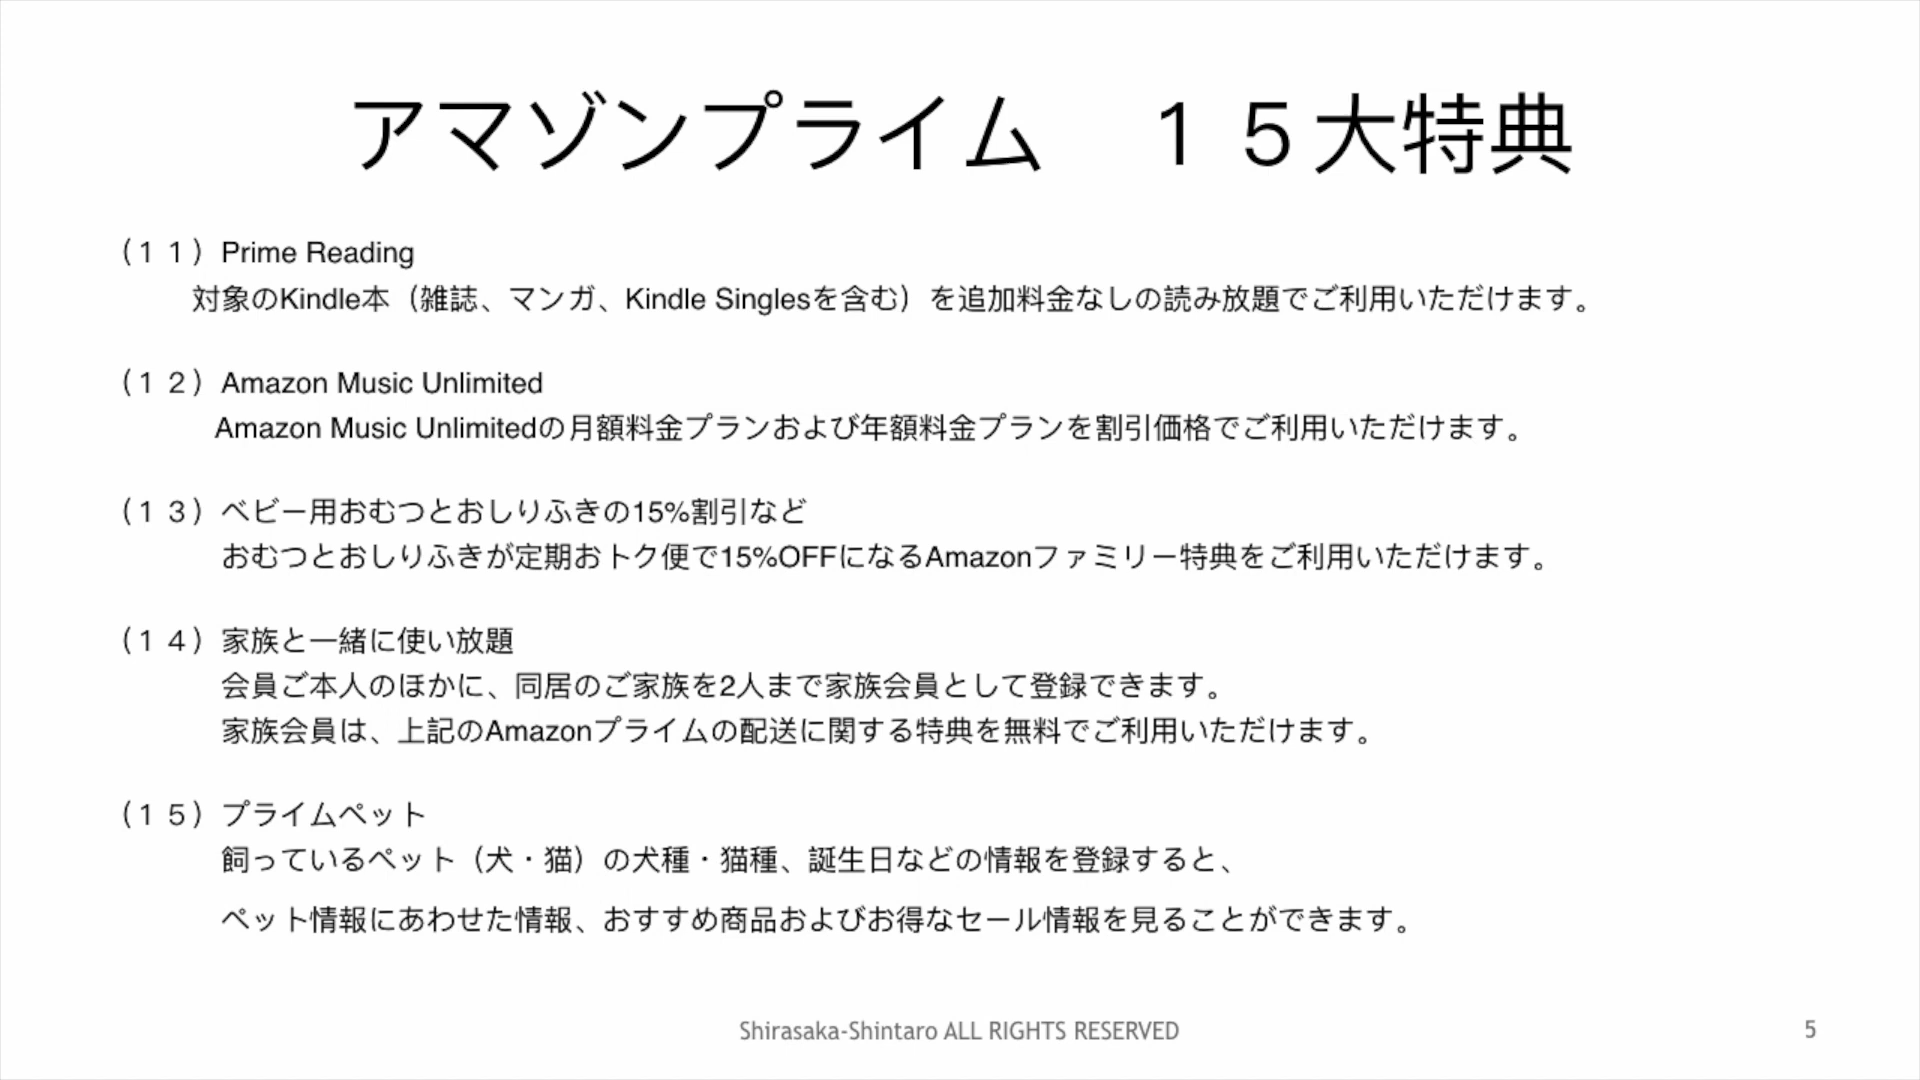 アマゾンプライム　１５大特典
（１１）Prime Reading
対象のKindle本（雑誌、マンガ、Kindle Singlesを含む）を追加料金なしの読み放題でご利用いただけます。
（１２）Amazon Music Unlimited
Amazon Music Unlimitedの月額料金プランおよび年額料金プランを割引価格でご利用いただけます。
（１３）ベビー用おむつとおしりふきの15%割引など
おむつとおしりふきが定期おトク便で15%OFFになるAmazonファミリー特典をご利用いただけます。
（１４）家族と一緒に使い放題
会員ご本人のほかに、同居のご家族を2人まで家族会員として登録できます。
家族会員は、上記のAmazonプライムの配送に関する特典を無料でご利用いただけます。
（１５）プライムペット
飼っているペット（犬・猫）の犬種・猫種、誕生日などの情報を登録すると、
ペット情報にあわせた情報、おすすめ商品およびお得なセール情報を見ることができます。
Shirasaka-Shintaro ALL RIGHTS RESERVED
5